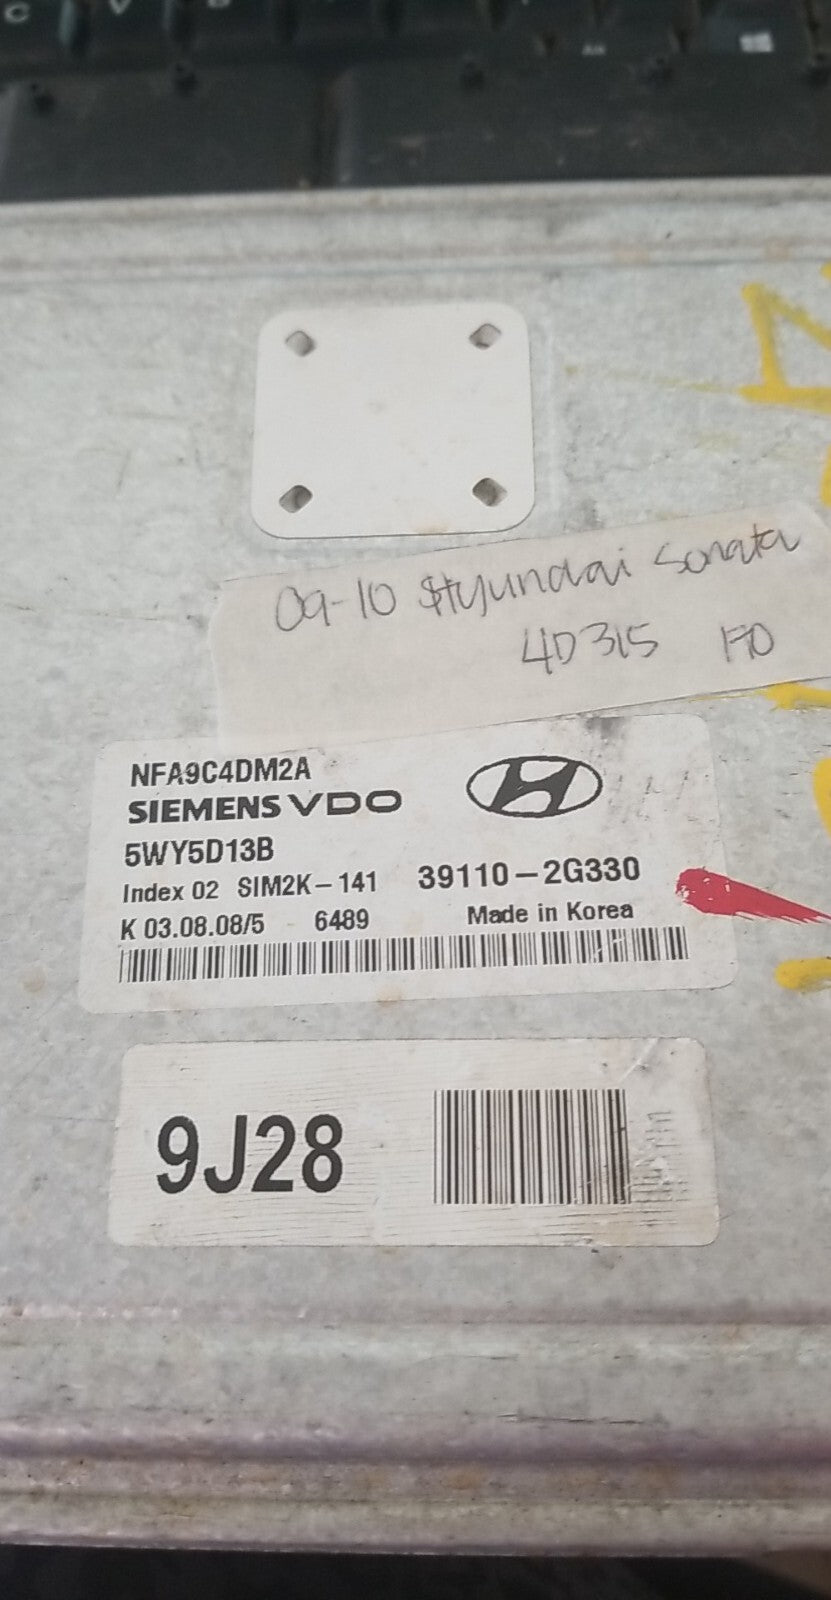 09-10 Hyundai Sonata
4D315 170
NFA9C4DM2A
SIEMENS VDO
5WY5D13B
Index 02 SIM2K-141 39110-2G330
K 03.08.08/5 6489 Made in Korea
9J28